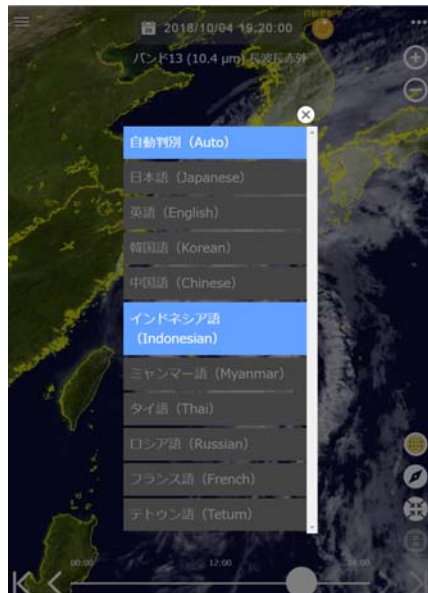 2018/10/04 19:20:00
バンド13 (10.4 μm) 長波長赤外
自動判別 (Auto)
日本語 (Japanese)
英語 (English)
韓国語 (Korean)
中国語 (Chinese)
インドネシア語
(Indonesian)
ミャンマー語 (Myanmar)
タイ語 (Thai)
ロシア語 (Russian)
フランス語 (French)
テトゥン語 (Tetum)
00:00 12:00 24:00